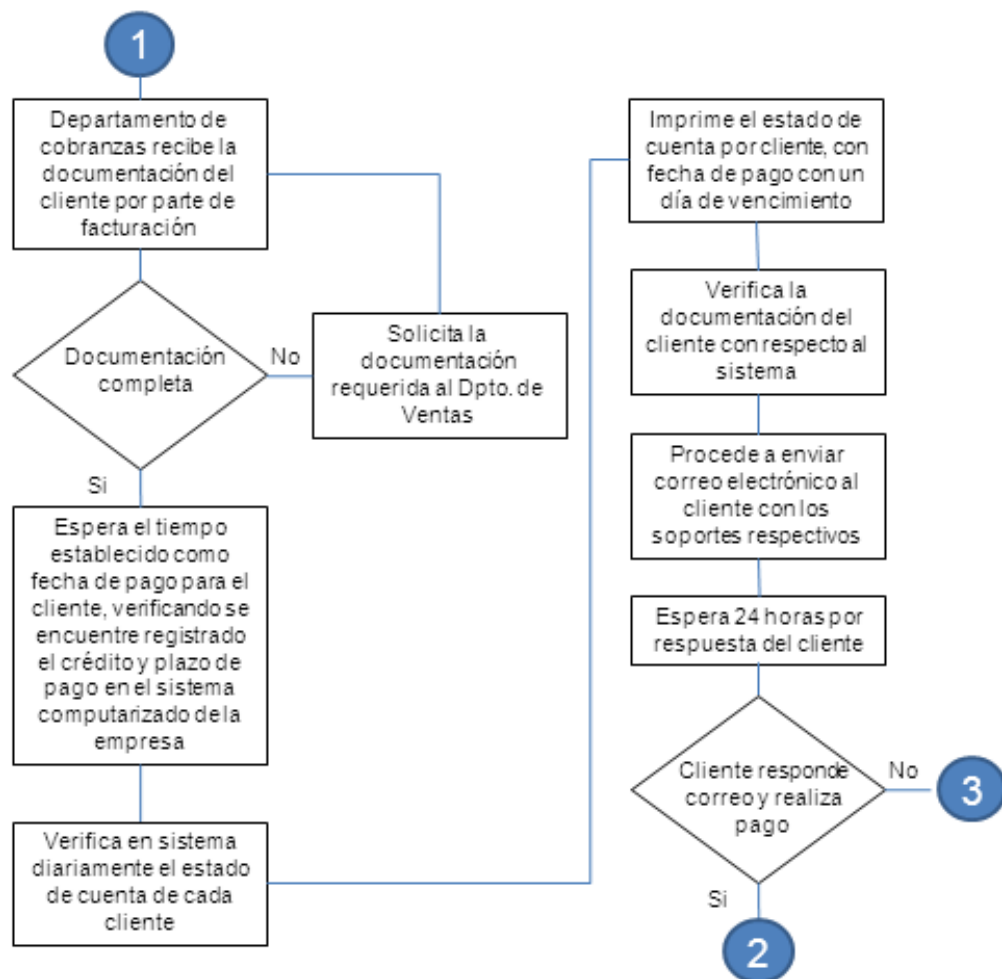 1
Departamento de
cobranzas recibe la
documentación del
cliente por parte de
facturación
Documentación
completa
No
Solicita la
documentación
requerida al Dpto. de
Ventas
Si
Espera el tiempo
establecido como
fecha de pago para el
cliente, verificando se
encuentre registrado
el crédito y plazo de
pago en el sistema
computarizado de la
empresa
Verifica en sistema
diariamente el estado
de cuenta de cada
cliente
Imprime el estado de
cuenta por cliente, con
fecha de pago con un
día de vencimiento
Verifica la
documentación del
cliente con respecto al
sistema
Procede a enviar
correo electrónico al
cliente con los
soportes respectivos
Espera 24 horas por
respuesta del cliente
Cliente responde
correo y realiza
pago
No
3
Si
2